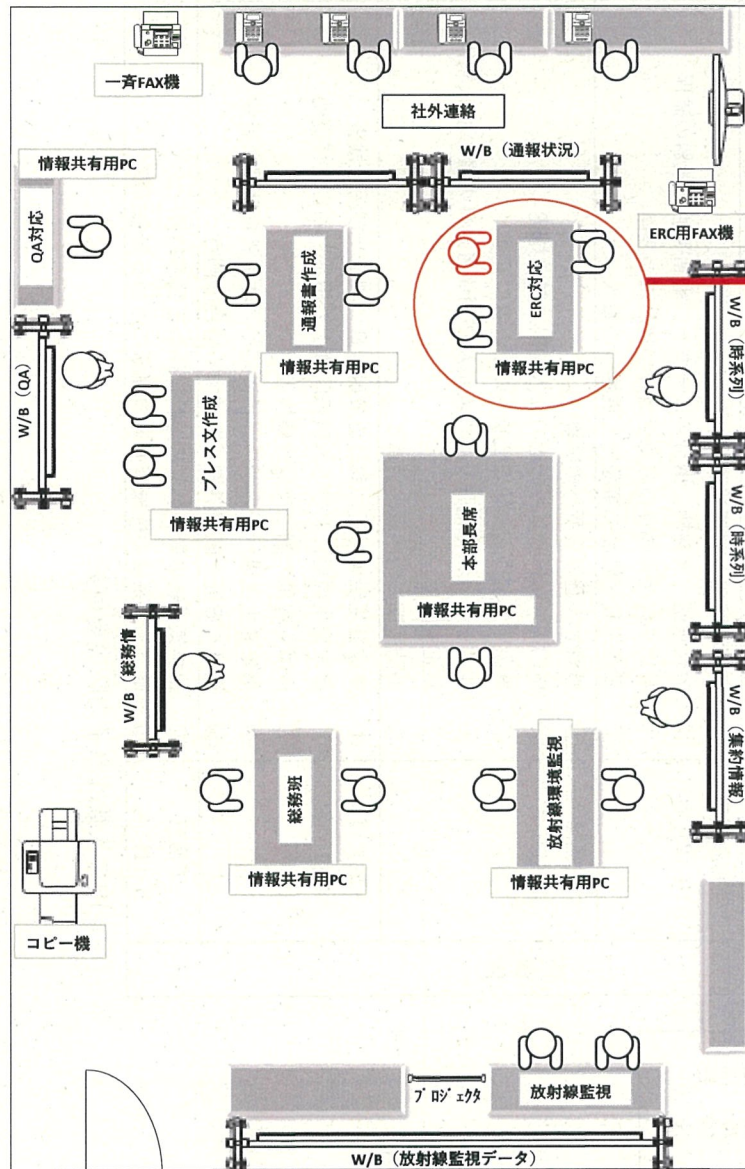 一斉FAX機
社外連絡
W/B（通報状況）
情報共有用PC
QA対応
通報書作成
ERC対応
ERC用FAX機
情報共有用PC
情報共有用PC
W/B（QA）
W/B（時系列）
プレス文作成
情報共有用PC
本部長席
情報共有用PC
W/B（時系列）
W/B（総務情
W/B（集約情報）
総務班
情報共有用PC
放射線環境監視
情報共有用PC
コピー機
プロジェクタ
放射線監視
W/B（放射線監視データ）